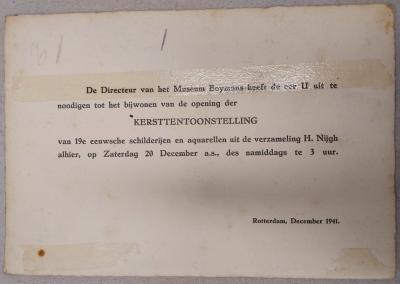 De Directeur van het Museum Boymans heeft de eer U uit te
noodigen tot het bijwonen van de opening der
KERSTTENTOONSTELLING
van 19e eeuwsche schilderijen en aquarellen uit de verzameling H. Nijgh
alhier, op Zaterdag 20 December a.s., des namiddags te 3 uur.
Rotterdam, December 1941.